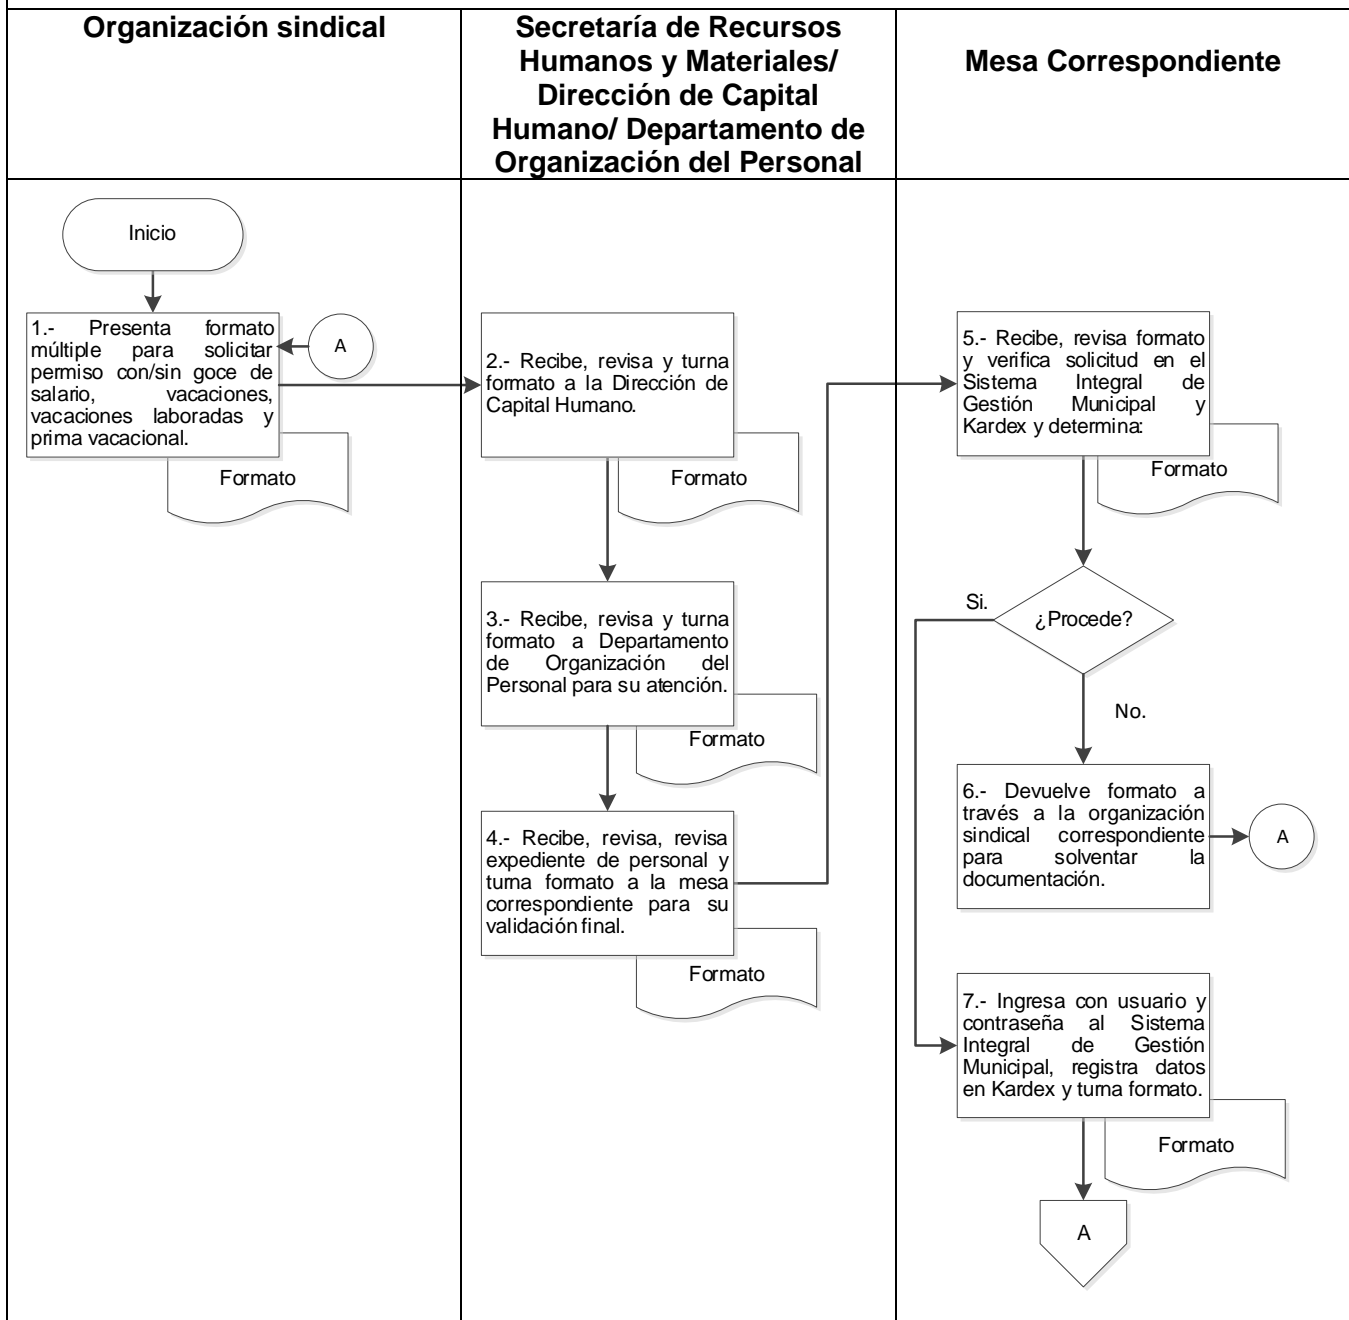 Organización sindical
Secretaría de Recursos
Humanos y Materiales/
Dirección de Capital
Humano/ Departamento de
Organización del Personal
Mesa Correspondiente
Inicio
1.- Presenta formato
múltiple para solicitar
permiso con/sin goce de
salario, vacaciones,
vacaciones laboradas y
prima vacacional.
A
Formato
2.- Recibe, revisa y turna
formato a la Dirección de
Capital Humano.
Formato
3.- Recibe, revisa y turna
formato a Departamento
de Organización del
Personal para su atención.
Formato
4.- Recibe, revisa, revisa
expediente de personal y
turna formato a la mesa
correspondiente para su
validación final.
Formato
5.- Recibe, revisa formato
y verifica solicitud en el
Sistema Integral de
Gestión Municipal y
Kardex y determina:
Formato
¿Procede?
Si.
No.
6.- Devuelve formato a
través a la organización
sindical correspondiente
para solventar la
documentación.
A
7.- Ingresa con usuario y
contraseña al Sistema
Integral de Gestión
Municipal, registra datos
en Kardex y turna formato.
Formato
A